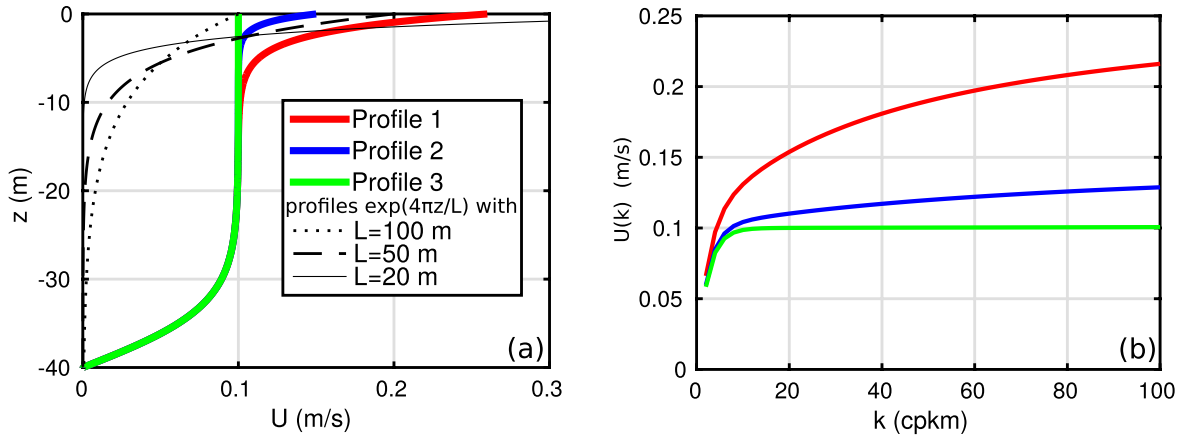 0
-10
-20
-30
-40
z (m)
Profile 1
Profile 2
Profile 3
profiles exp(4πz/L) with
L=100 m
L=50 m
L=20 m
(a)
0
0.1
0.2
0.3
U (m/s)
0.25
0.2
0.15
0.1
0.05
0
U(k) (m/s)
(b)
0
20
40
60
80
100
k (cpkm)